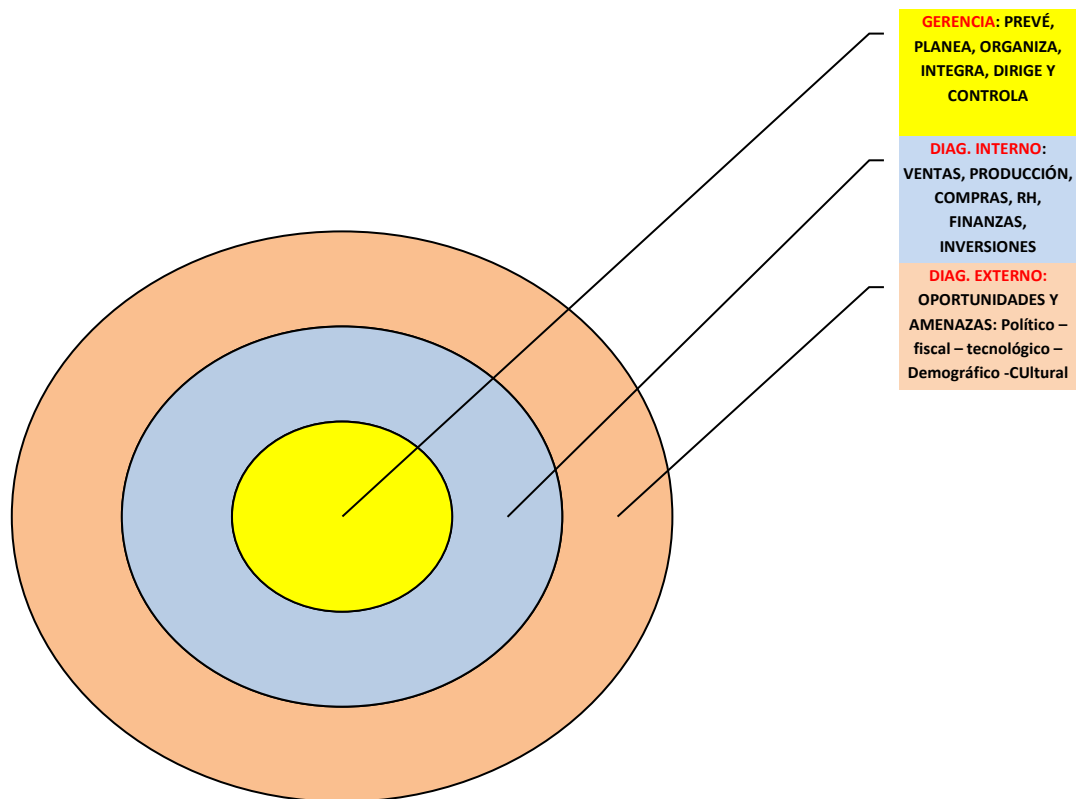 GERENCIA: PREVÉ,
PLANEA, ORGANIZA,
INTEGRA, DIRIGE Y
CONTROLA
DIAG. INTERNO:
VENTAS, PRODUCCIÓN,
COMPRAS, RH,
FINANZAS,
INVERSIONES
DIAG. EXTERNO:
OPORTUNIDADES Y
AMENAZAS: Político –
fiscal – tecnológico –
Demográfico -CUltural